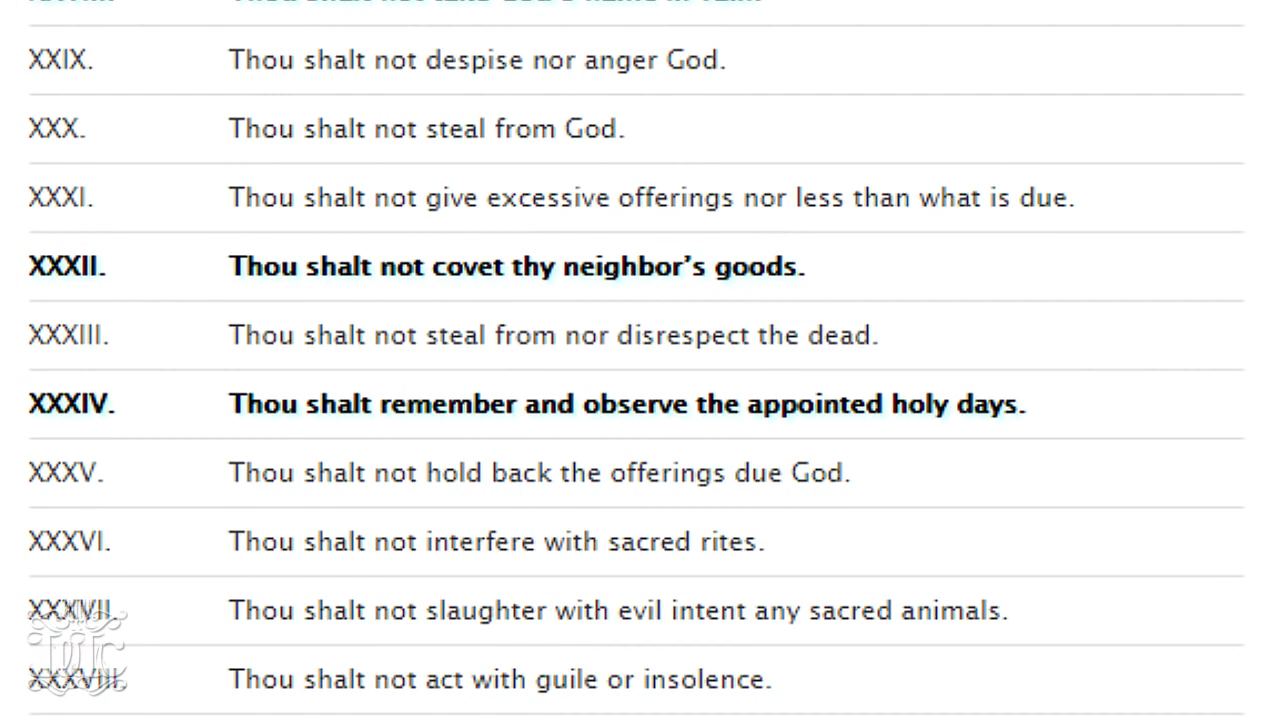 XXIX. Thou shalt not despise nor anger God.
XXX. Thou shalt not steal from God.
XXXI. Thou shalt not give excessive offerings nor less than what is due.
XXXII. Thou shalt not covet thy neighbor’s goods.
XXXIII. Thou shalt not steal from nor disrespect the dead.
XXXIV. Thou shalt remember and observe the appointed holy days.
XXXV. Thou shalt not hold back the offerings due God.
XXXVI. Thou shalt not interfere with sacred rites.
XXXVII. Thou shalt not slaughter with evil intent any sacred animals.
XXXVIII. Thou shalt not act with guile or insolence.